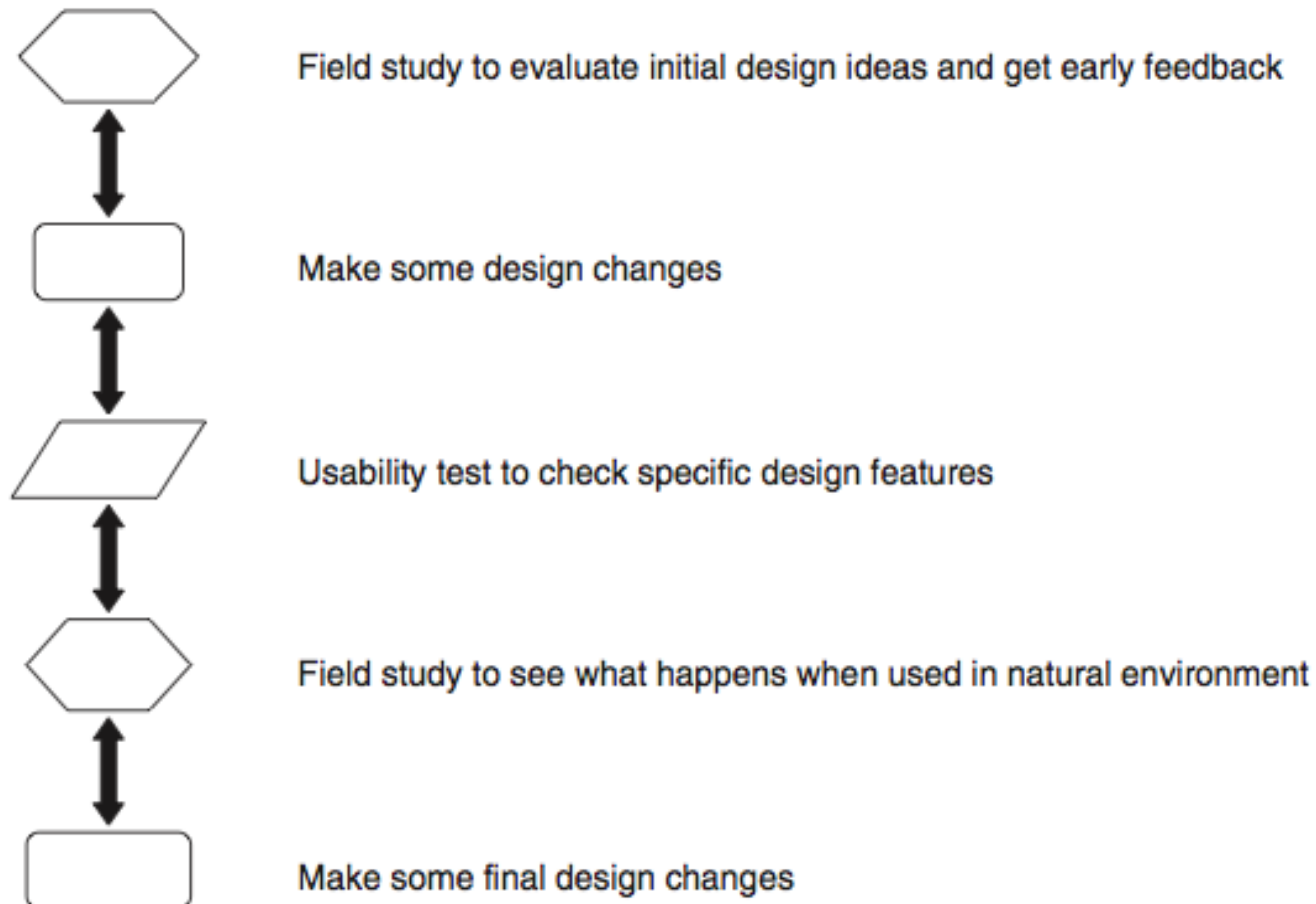 Field study to evaluate initial design ideas and get early feedback
Make some design changes
Usability test to check specific design features
Field study to see what happens when used in natural environment
Make some final design changes